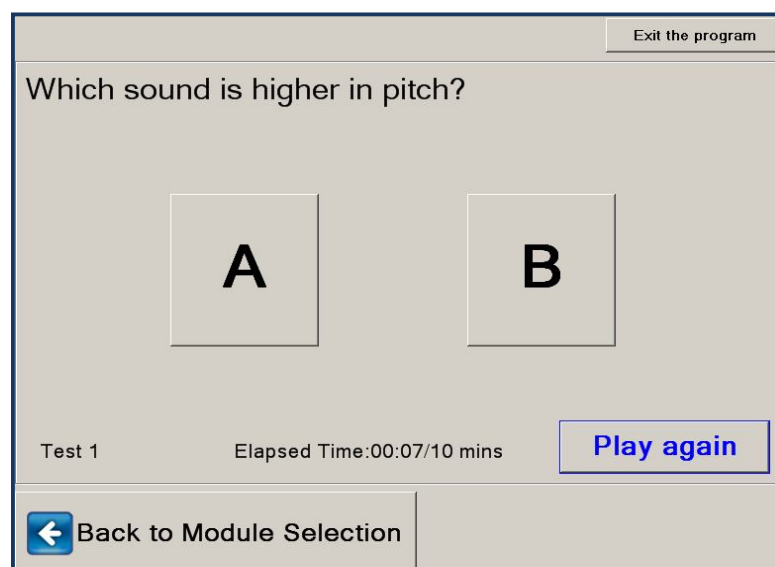 Exit the program
Which sound is higher in pitch?
A
B
Test 1
Elapsed Time:00:07/10 mins
Play again
Back to Module Selection